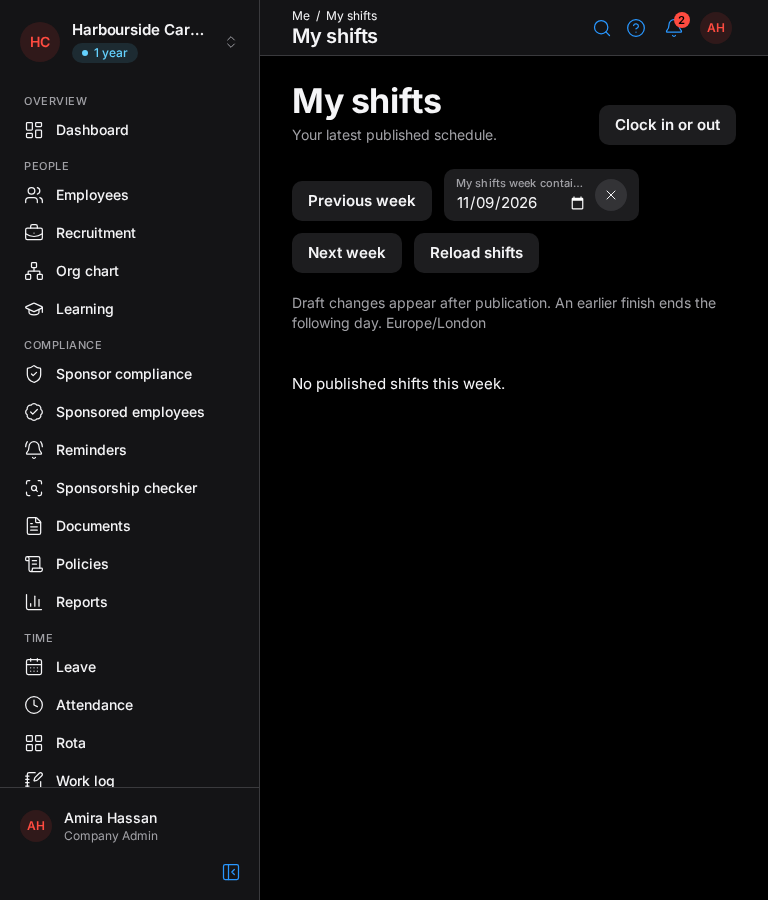 HC
Harbourside Car...
1 year
OVERVIEW
Dashboard
PEOPLE
Employees
Recruitment
Org chart
Learning
COMPLIANCE
Sponsor compliance
Sponsored employees
Reminders
Sponsorship checker
Documents
Policies
Reports
TIME
Leave
Attendance
Rota
Work log
AH
Amira Hassan
Company Admin
Me / My shifts
My shifts
2
AH
My shifts
Your latest published schedule.
Clock in or out
Previous week
My shifts week contai...
11/09/2026
Next week
Reload shifts
Draft changes appear after publication. An earlier finish ends the
following day. Europe/London
No published shifts this week.